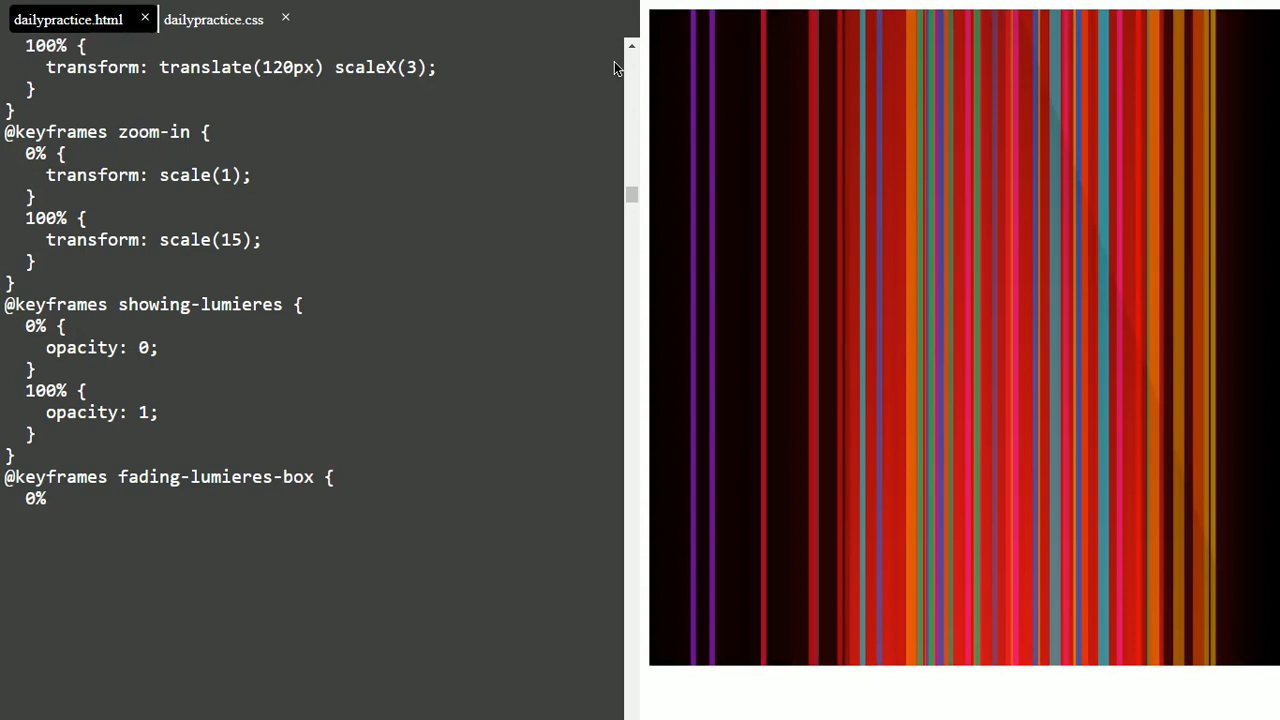 dailypractice.html × dailypractice.css ×
100% {
transform: translate(120px) scaleX(3);
}
}
@keyframes zoom-in {
0% {
transform: scale(1);
}
100% {
transform: scale(15);
}
}
@keyframes showing-lumieres {
0% {
opacity: 0;
}
100% {
opacity: 1;
}
}
@keyframes fading-lumieres-box {
0%